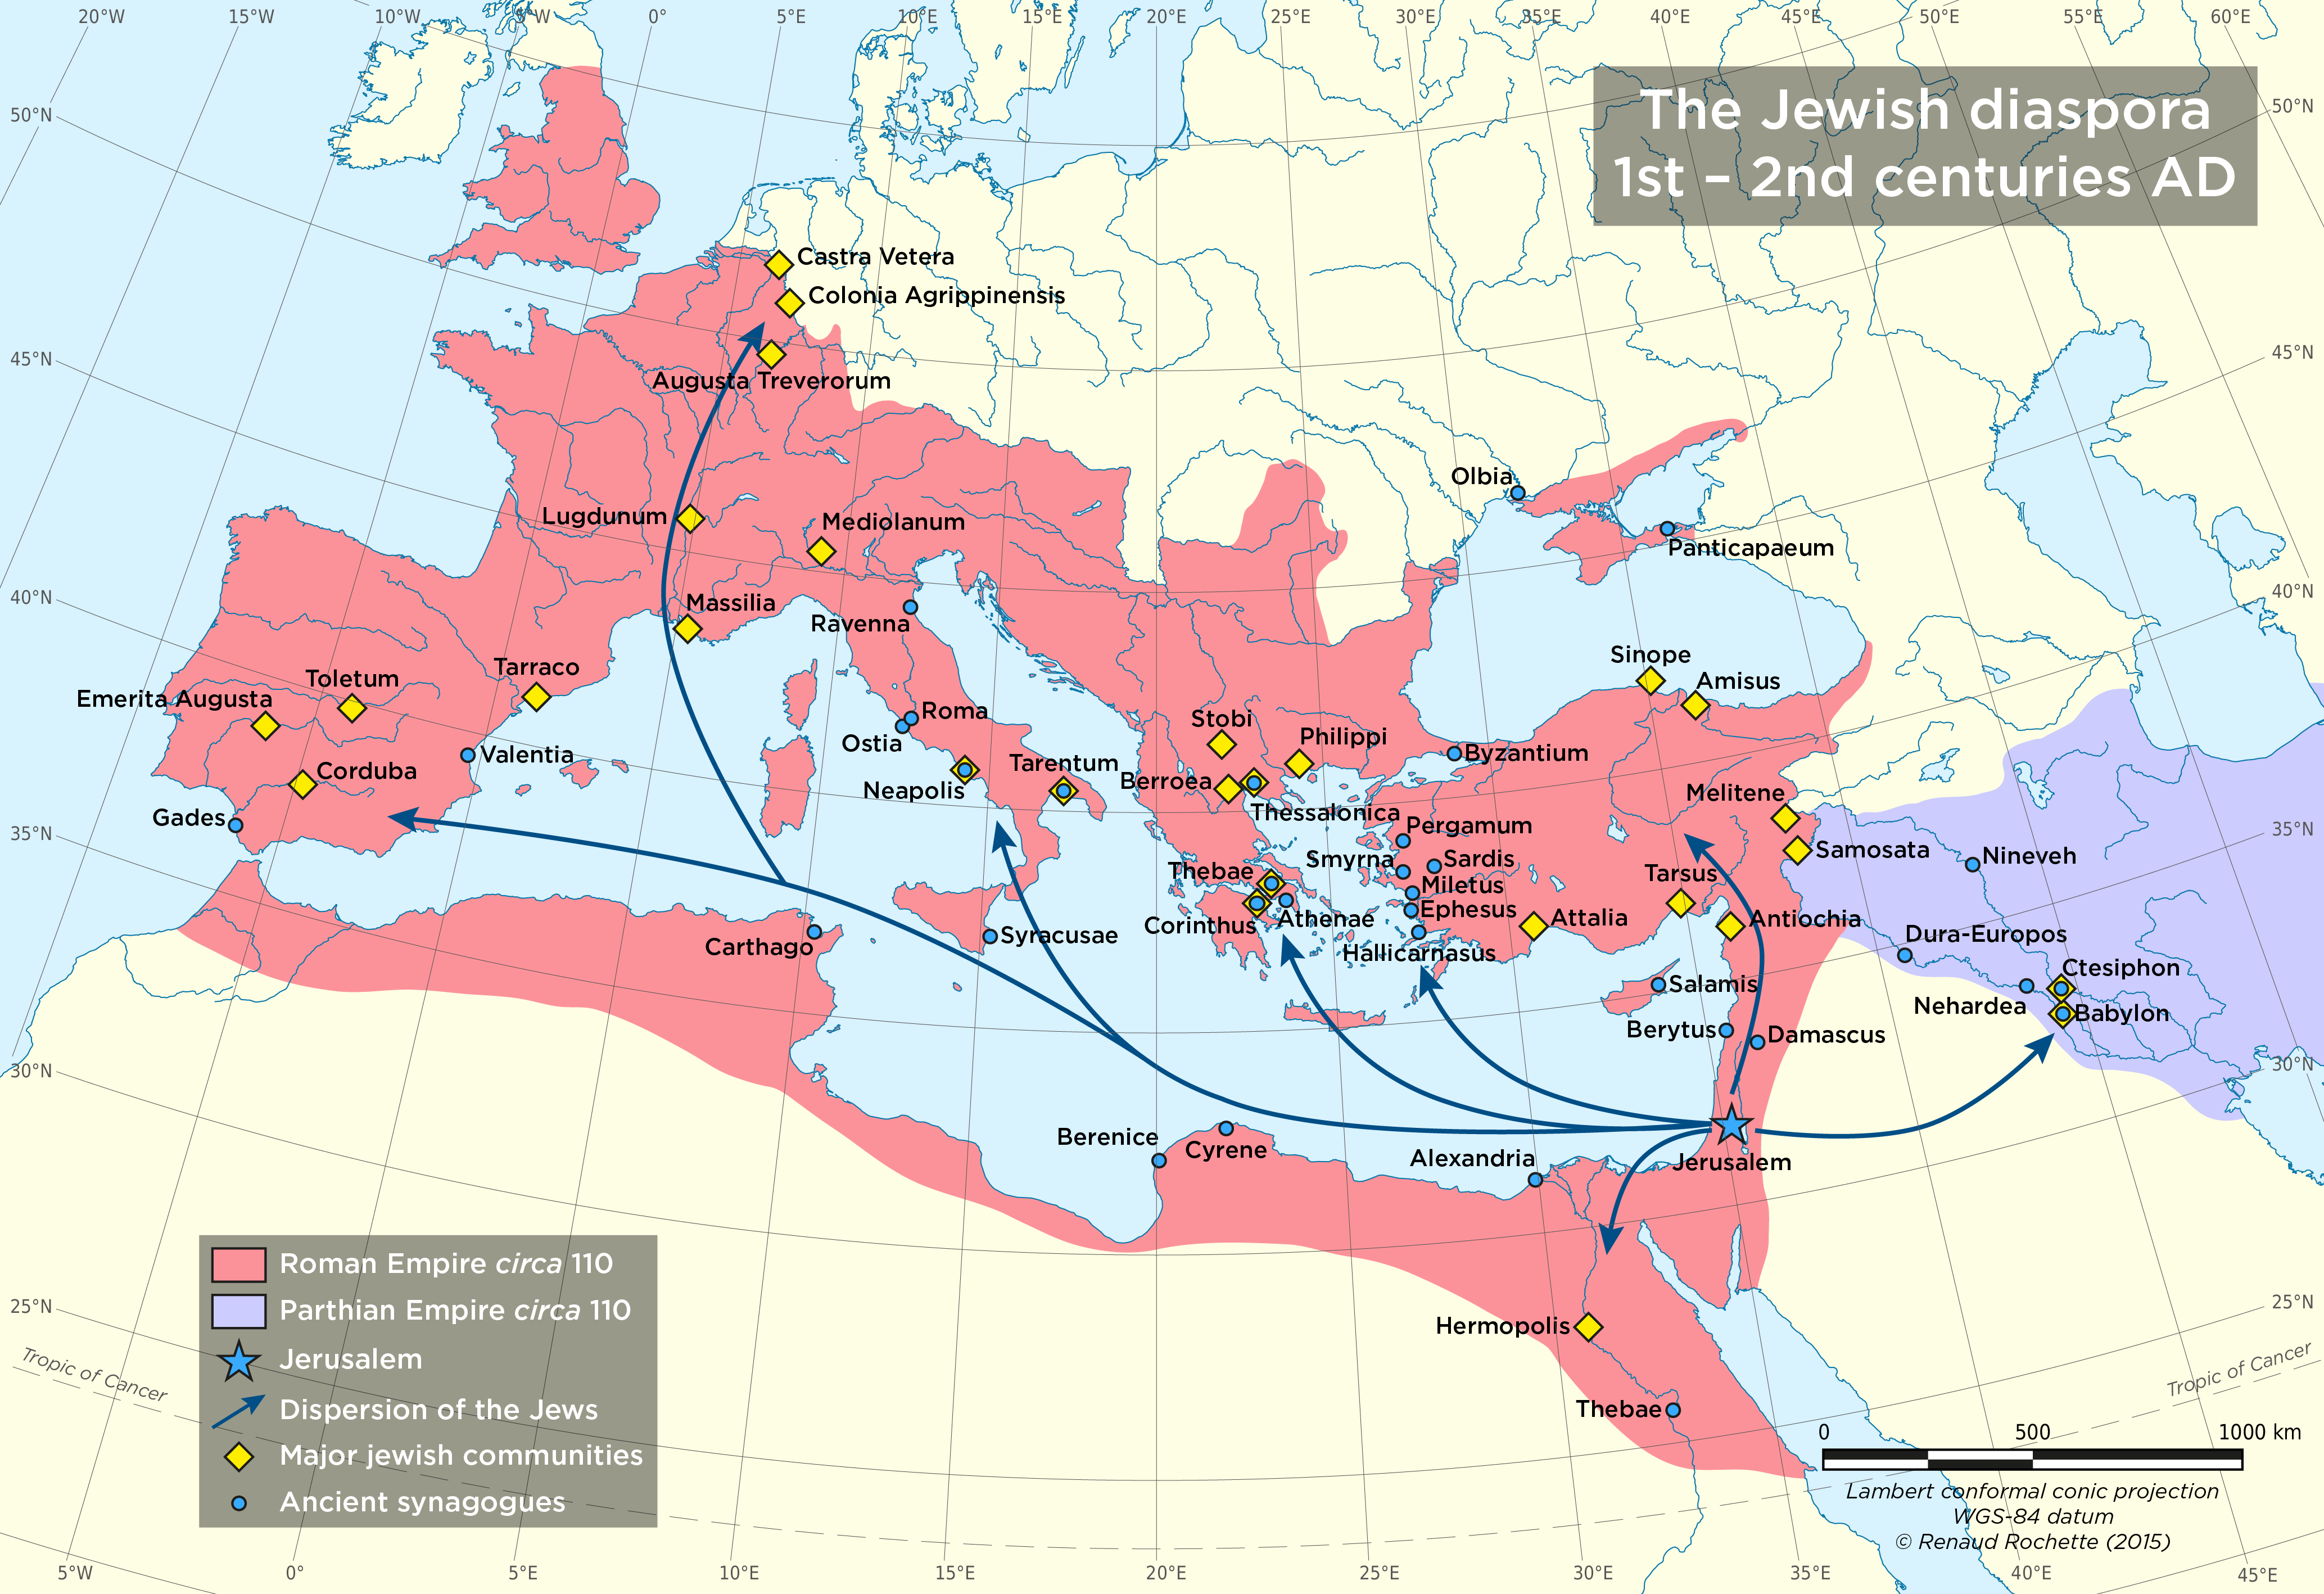 20°W
15°W
10°W
5°W
0°
5°E
10°E
15°E
20°E
25°E
30°E
35°E
40°E
45°E
50°E
55°E
60°E
The Jewish diaspora
1st – 2nd centuries AD
50°N
50°N
45°N
45°N
40°N
40°N
35°N
35°N
30°N
30°N
25°N
25°N
Castra Vetera
Colonia Agrippinensis
Augusta Treverorum
Lugdunum
Mediolanum
Massilia
Ravenna
Olbia
Panticapaeum
Toletum
Tarraco
Emerita Augusta
Corduba
Valentia
Gades
Roma
Ostia
Neapolis
Tarentum
Stobi
Philippi
Berroea
Thessalonica
Byzantium
Sinope
Amisus
Melitene
Samosata
Pergamum
Smyrna
Sardis
Miletus
Ephesus
Hallicarnasus
Thebae
Corinthus
Athenae
Attalia
Tarsus
Antiochia
Nineveh
Dura-Europos
Ctesiphon
Nehardea
Babylon
Carthago
Syracusae
Salamis
Berytus
Damascus
Berenice
Cyrene
Alexandria
Jerusalem
Hermopolis
Thebae
Roman Empire circa 110
Parthian Empire circa 110
Jerusalem
Dispersion of the Jews
Major jewish communities
Ancient synagogues
Tropic of Cancer
Tropic of Cancer
0 500 1000 km
Lambert conformal conic projection
WGS-84 datum
© Renaud Rochette (2015)
5°W
0°
5°E
10°E
15°E
20°E
25°E
30°E
35°E
40°E
45°E